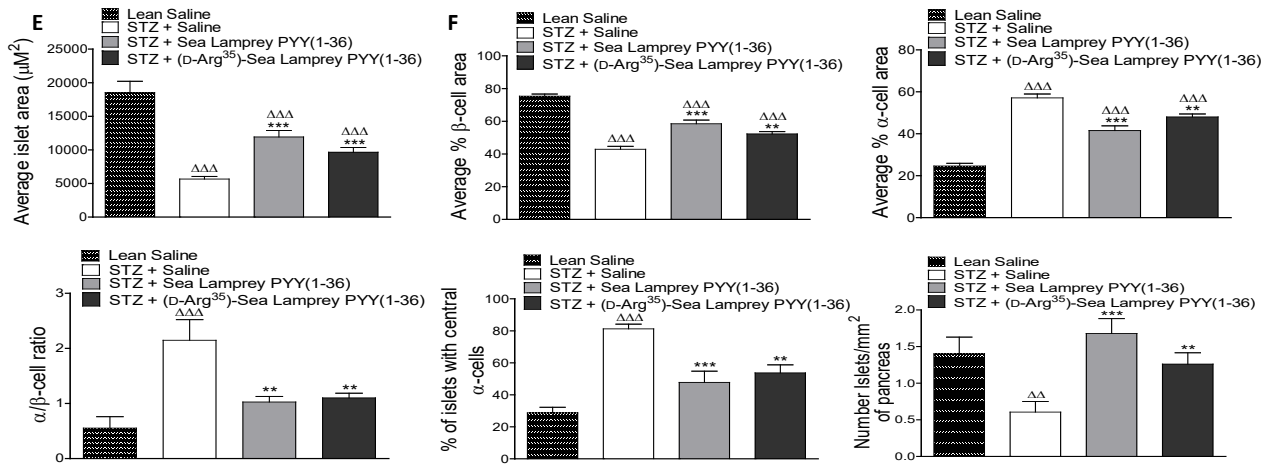 E
Lean Saline
STZ + Saline
STZ + Sea Lamprey PYY(1-36)
STZ + (D-Arg³⁵)-Sea Lamprey PYY(1-36)
Average islet area (µM²)
25000
20000
15000
10000
5000
0
ΔΔΔ
ΔΔΔ
***
ΔΔΔ
***
F
Lean Saline
STZ + Saline
STZ + Sea Lamprey PYY(1-36)
STZ + (D-Arg³⁵)-Sea Lamprey PYY(1-36)
Average % β-cell area
100
80
60
40
20
0
ΔΔΔ
ΔΔΔ
***
ΔΔΔ
**
Lean Saline
STZ + Saline
STZ + Sea Lamprey PYY(1-36)
STZ + (D-Arg³⁵)-Sea Lamprey PYY(1-36)
Average % α-cell area
80
60
40
20
0
ΔΔΔ
ΔΔΔ
***
ΔΔΔ
**
Lean Saline
STZ + Saline
STZ + Sea Lamprey PYY(1-36)
STZ + (D-Arg³⁵)-Sea Lamprey PYY(1-36)
α/β-cell ratio
3
2
1
0
ΔΔΔ
**
**
Lean Saline
STZ + Saline
STZ + Sea Lamprey PYY(1-36)
STZ + (D-Arg³⁵)-Sea Lamprey PYY(1-36)
% of islets with central
α-cells
100
80
60
40
20
0
ΔΔΔ
***
**
Lean Saline
STZ + Saline
STZ + Sea Lamprey PYY(1-36)
STZ + (D-Arg³⁵)-Sea Lamprey PYY(1-36)
Number Islets/mm²
of pancreas
2.0
1.5
1.0
0.5
0.0
ΔΔ
***
**